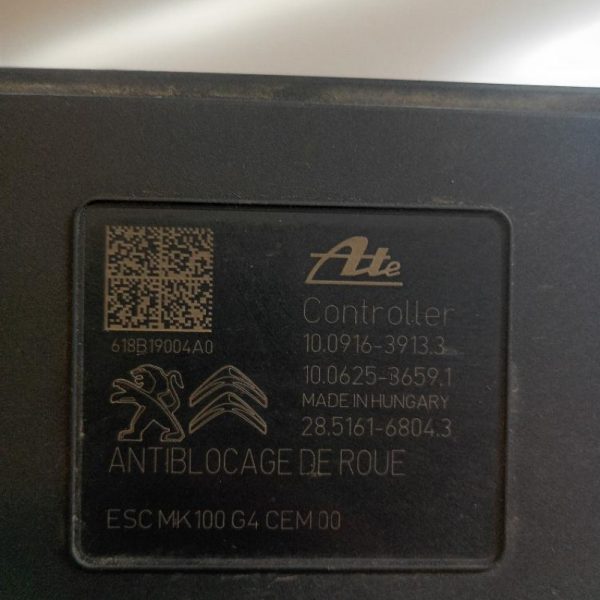 Ate
Controller
618B19004A0
10.0916-3913.3
10.0625-3659.1
MADE IN HUNGARY
28.5161-6804.3
ANTIBLOCAGE DE ROUE
ESC MK100 G4 CEM 00